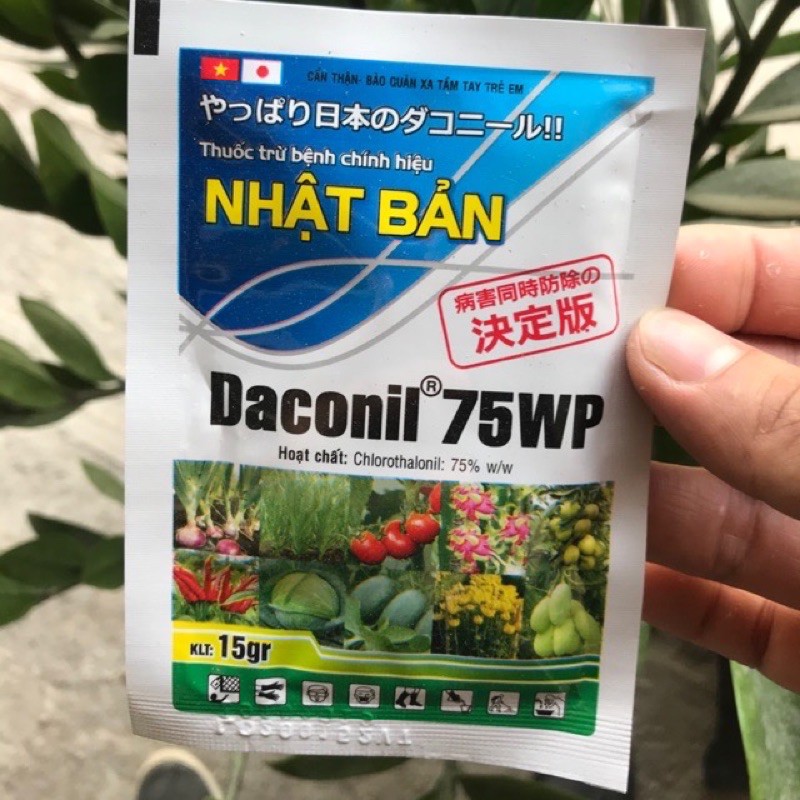 CẨN THẬN- BẢO QUẢN XA TẦM TAY TRẺ EM
やっぱり日本のダコニール!!
Thuốc trừ bệnh chính hiệu
NHẬT BẢN
病害同時防除の
決定版
Daconil® 75WP
Hoạt chất: Chlorothalonil: 75% w/w
KLT: 15gr